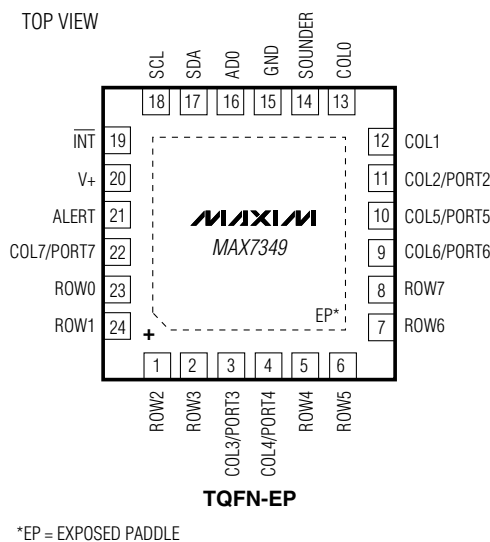 TOP VIEW
SCL
SDA
AD0
GND
SOUNDER
COL0
18
17
16
15
14
13
INT 19
V+ 20
ALERT 21
COL7/PORT7 22
ROW0 23
ROW1 24
12 COL1
11 COL2/PORT2
10 COL5/PORT5
9 COL6/PORT6
8 ROW7
7 ROW6
MAXIM
MAX7349
EP*
+
1
2
3
4
5
6
ROW2
ROW3
COL3/PORT3
COL4/PORT4
ROW4
ROW5
TQFN-EP
*EP = EXPOSED PADDLE